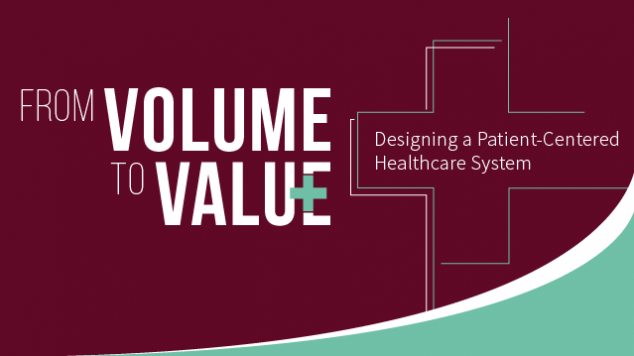 FROM VOLUME
TO VALUE
Designing a Patient-Centered
Healthcare System